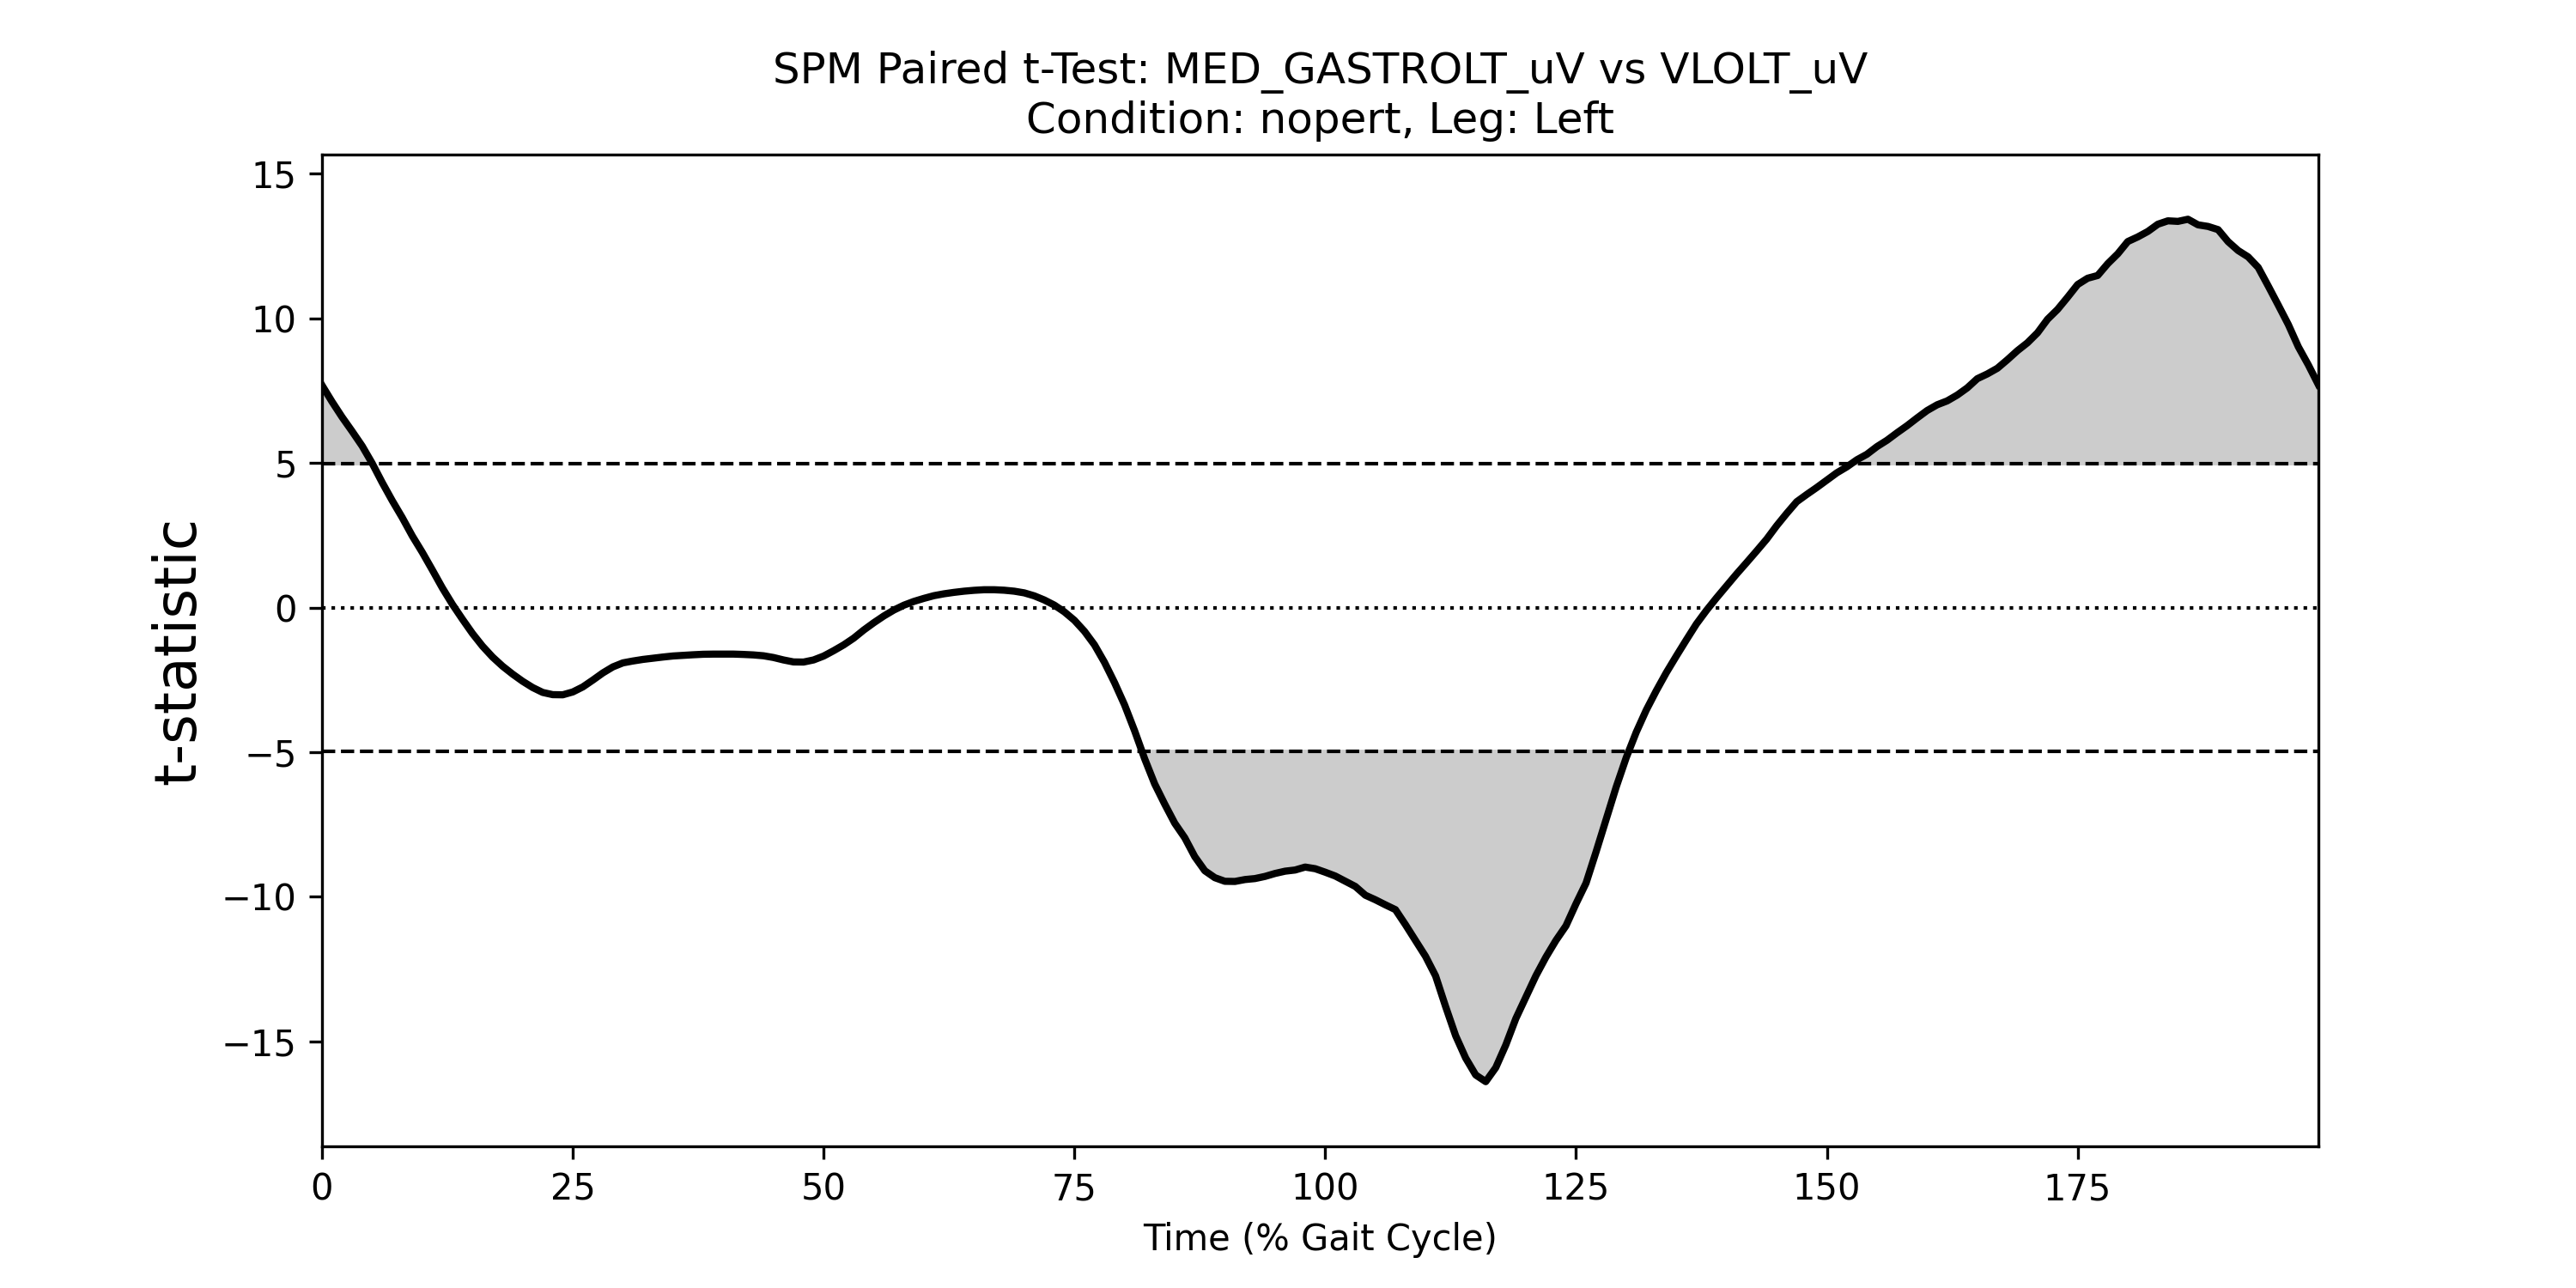 SPM Paired t-Test: MED_GASTROLT_uV vs VLOLT_uV
Condition: nopert, Leg: Left
15
10
5
0
−5
−10
−15
t-statistic
0 25 50 75 100 125 150 175
Time (% Gait Cycle)